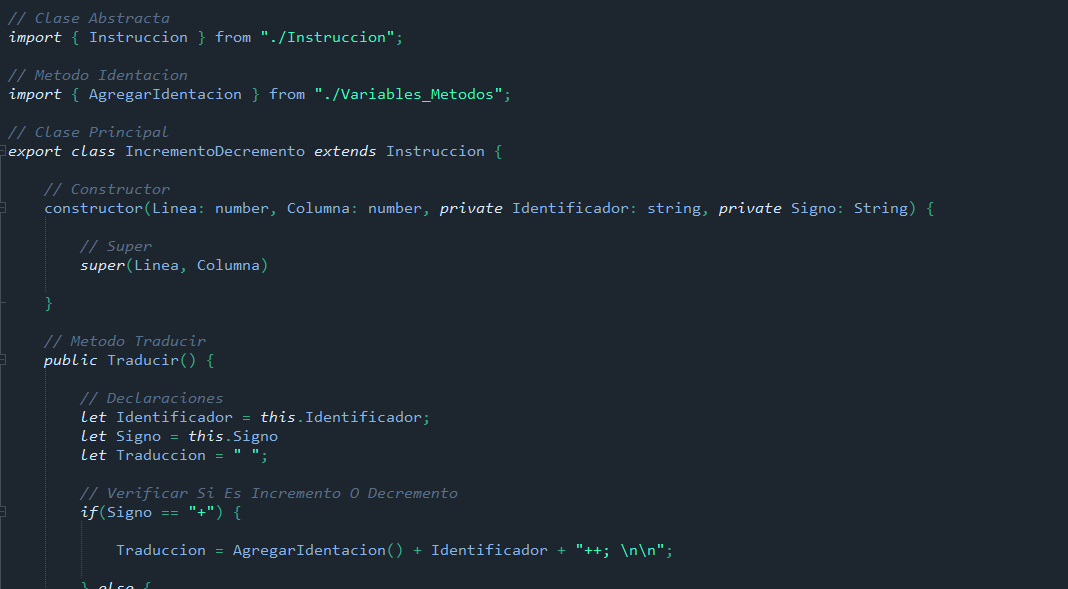 // Clase Abstracta
import { Instruccion } from "./Instruccion";
// Metodo Identacion
import { AgregarIdentacion } from "./Variables_Metodos";
// Clase Principal
export class IncrementoDecremento extends Instruccion {
// Constructor
constructor(Linea: number, Columna: number, private Identificador: string, private Signo: String) {
// Super
super(Linea, Columna)
}
// Metodo Traducir
public Traducir() {
// Declaraciones
let Identificador = this.Identificador;
let Signo = this.Signo
let Traduccion = " ";
// Verificar Si Es Incremento O Decremento
if(Signo == "+") {
Traduccion = AgregarIdentacion() + Identificador + "++; \n\n";
} else {